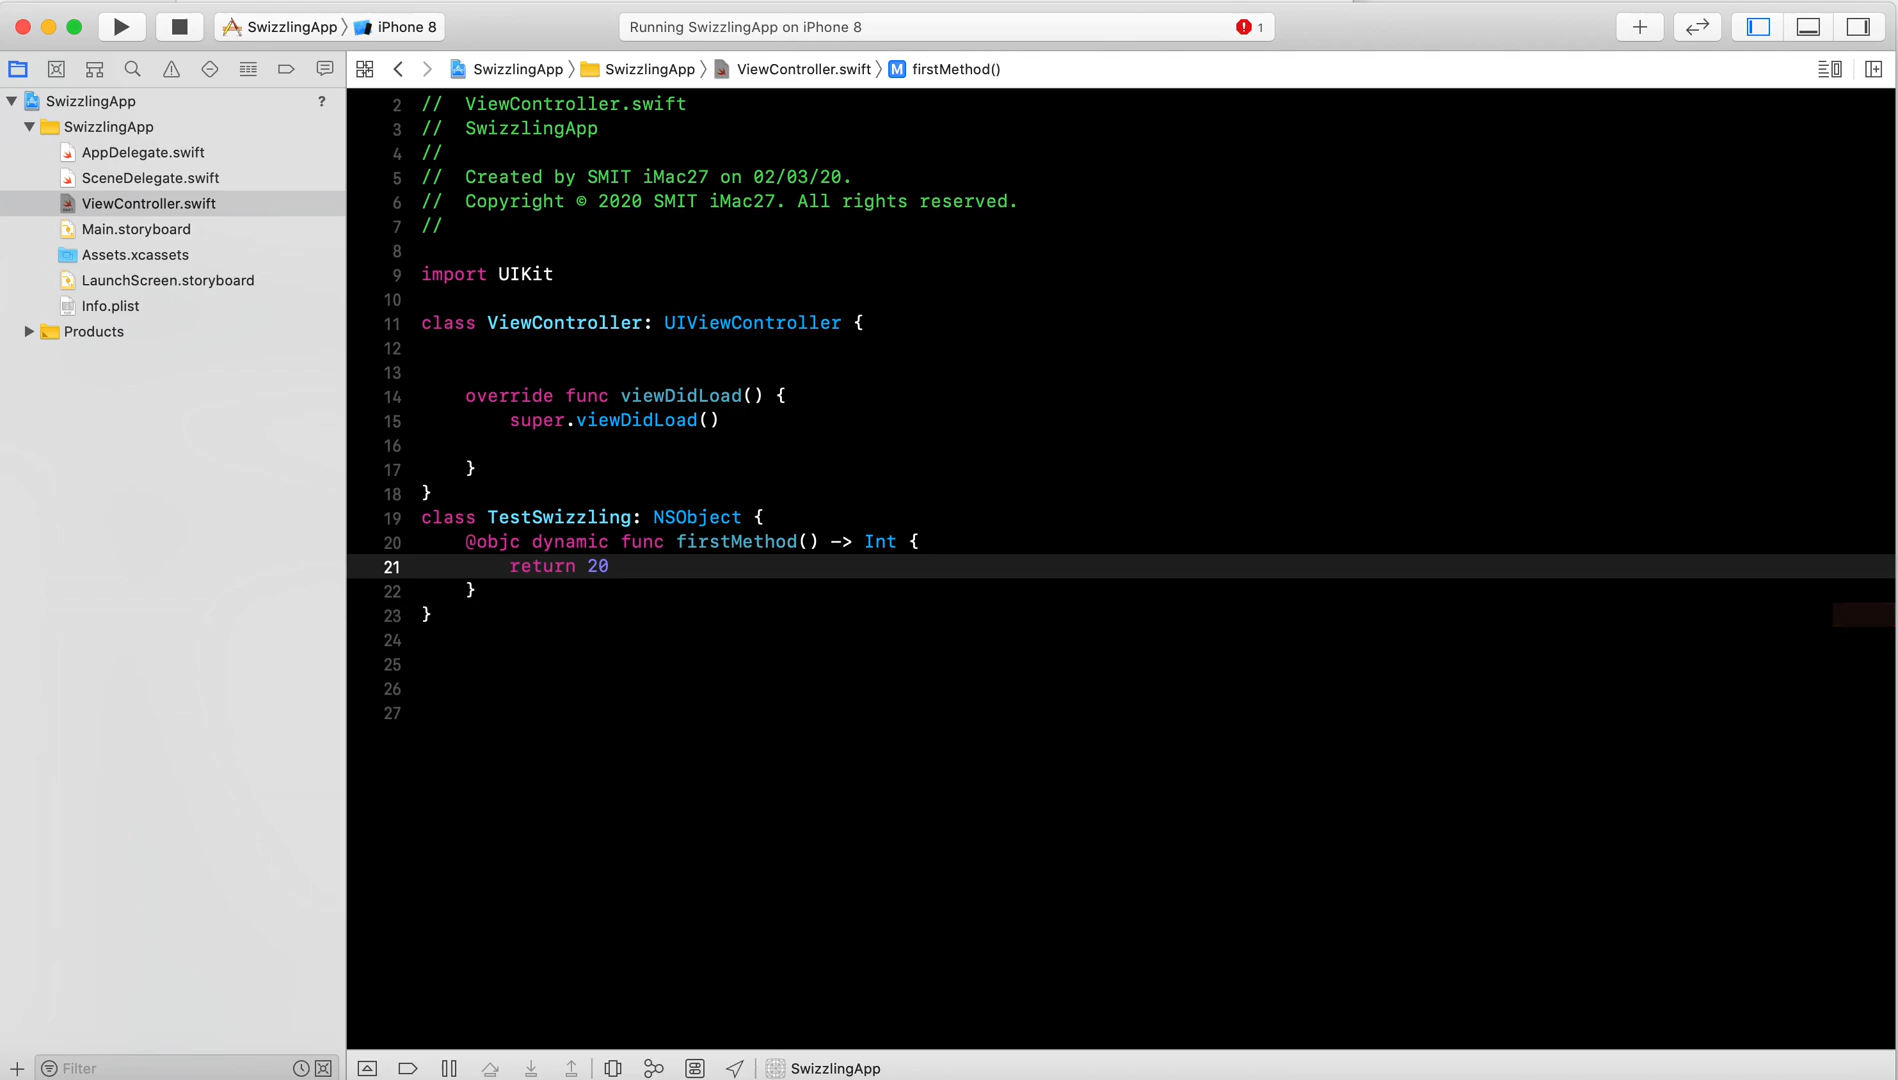 SwizzlingApp iPhone 8
Running SwizzlingApp on iPhone 8 1
SwizzlingApp SwizzlingApp ViewController.swift M firstMethod()
SwizzlingApp ?
SwizzlingApp
AppDelegate.swift
SceneDelegate.swift
ViewController.swift
Main.storyboard
Assets.xcassets
LaunchScreen.storyboard
Info.plist
Products
2 // ViewController.swift
3 // SwizzlingApp
4 //
5 // Created by SMIT iMac27 on 02/03/20.
6 // Copyright © 2020 SMIT iMac27. All rights reserved.
7 //
8
9 import UIKit
10
11 class ViewController: UIViewController {
12
13
14 override func viewDidLoad() {
15 super.viewDidLoad()
16
17 }
18 }
19 class TestSwizzling: NSObject {
20 @objc dynamic func firstMethod() -> Int {
21 return 20
22 }
23 }
24
25
26
27
Filter
SwizzlingApp